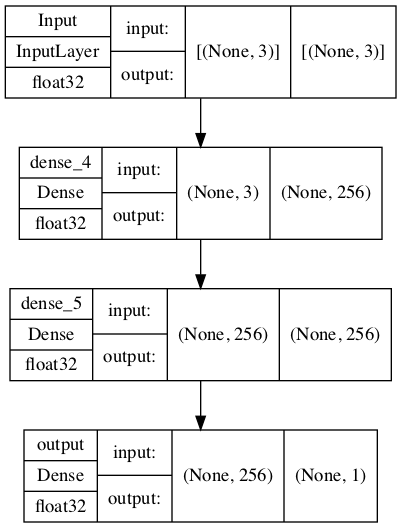 Input
InputLayer
float32
input:
output:
[(None, 3)]
[(None, 3)]
dense_4
Dense
float32
input:
output:
(None, 3)
(None, 256)
dense_5
Dense
float32
input:
output:
(None, 256)
(None, 256)
output
Dense
float32
input:
output:
(None, 256)
(None, 1)